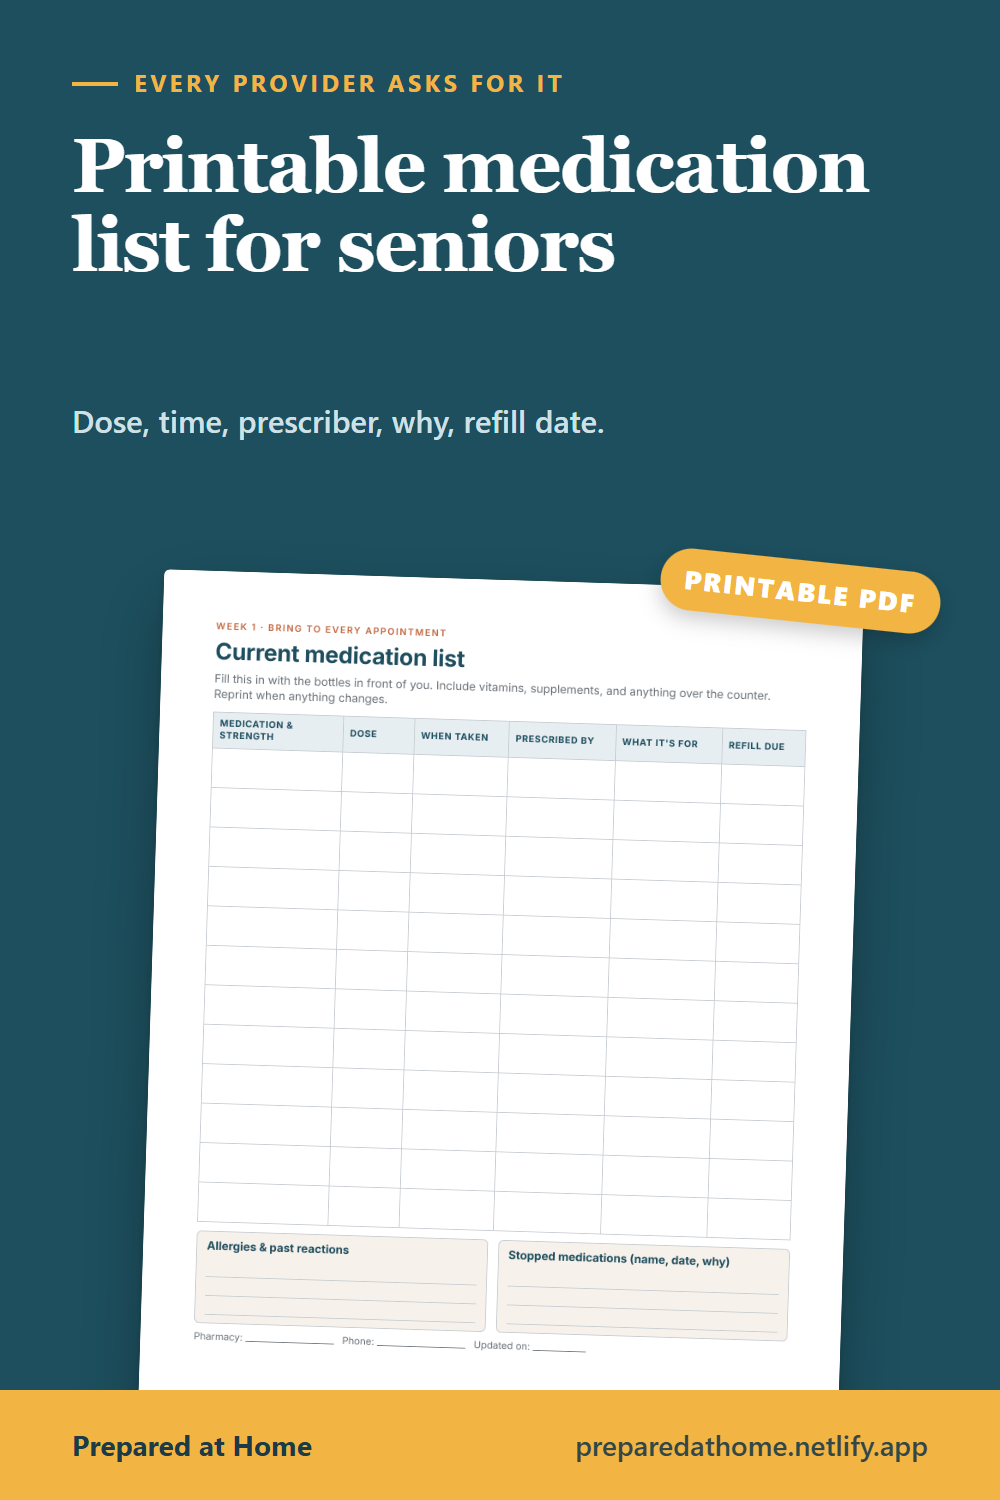 EVERY PROVIDER ASKS FOR IT
Printable medication
list for seniors
Dose, time, prescriber, why, refill date.
PRINTABLE PDF
WEEK 1 · BRING TO EVERY APPOINTMENT
Current medication list
Fill this in with the bottles in front of you. Include vitamins, supplements, and anything over the counter.
Reprint when anything changes.
MEDICATION & STRENGTH DOSE WHEN TAKEN PRESCRIBED BY WHAT IT'S FOR REFILL DUE
Allergies & past reactions
Stopped medications (name, date, why)
Pharmacy: Phone: Updated on:
Prepared at Home
preparedathome.netlify.app